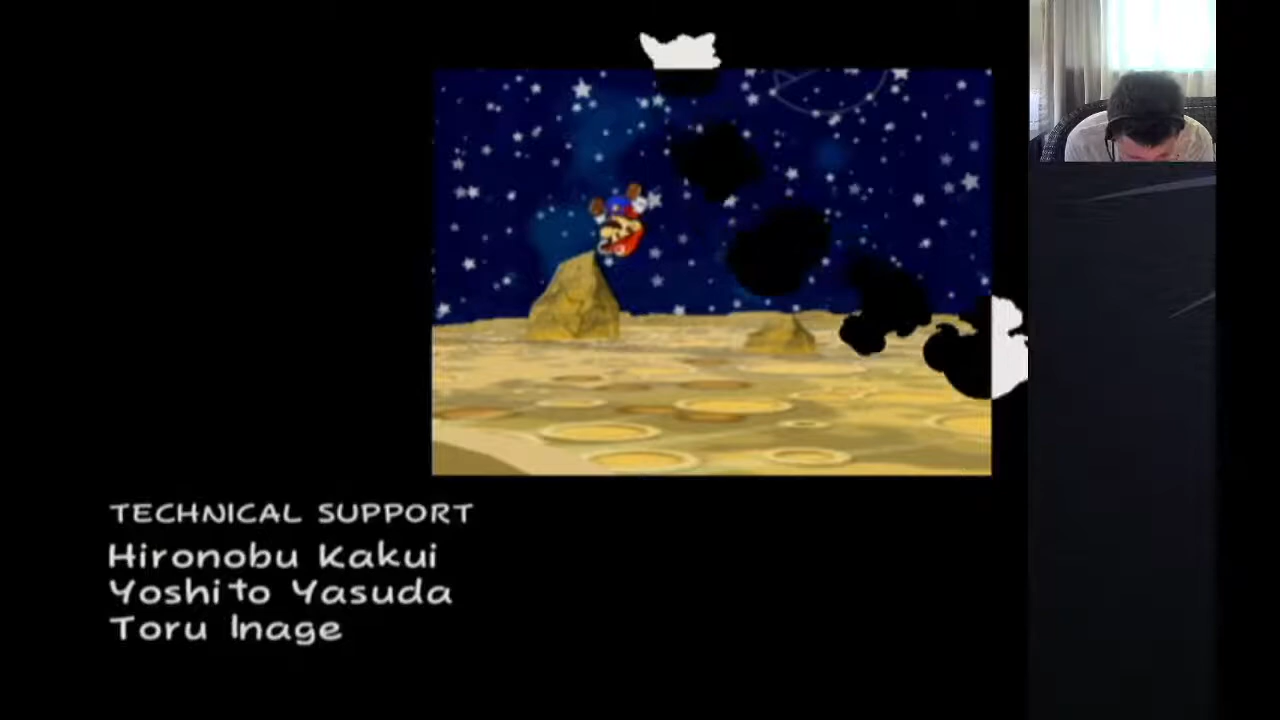 TECHNICAL SUPPORT
Hironobu Kakui
Yoshito Yasuda
Toru Inage